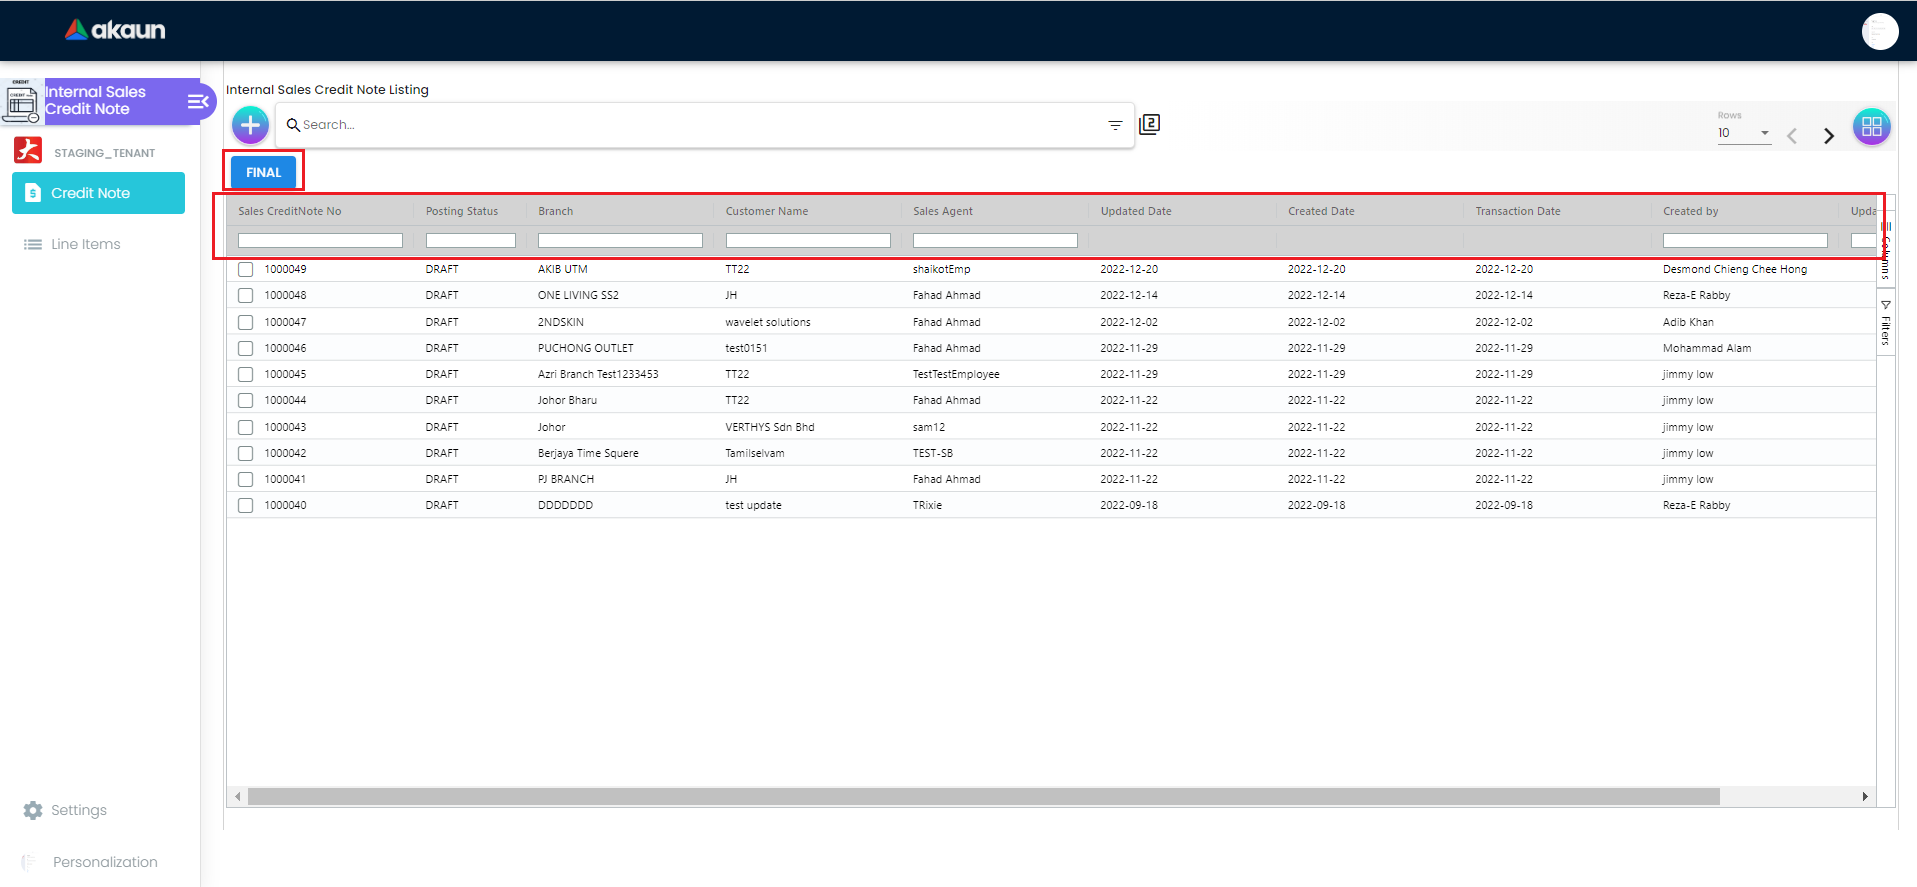 akaun
CREDIT
Internal Sales
Credit Note
STAGING_TENANT
Credit Note
Line Items
Settings
Personalization
Internal Sales Credit Note Listing
Search...
2
Rows
10
FINAL
Sales CreditNote No Posting Status Branch Customer Name Sales Agent Updated Date Created Date Transaction Date Created by Upda
1000049 DRAFT AKIB UTM TT22 shaikotEmp 2022-12-20 2022-12-20 2022-12-20 Desmond Chieng Chee Hong
1000048 DRAFT ONE LIVING SS2 JH Fahad Ahmad 2022-12-14 2022-12-14 2022-12-14 Reza-E Rabby
1000047 DRAFT 2NDSKIN wavelet solutions Fahad Ahmad 2022-12-02 2022-12-02 2022-12-02 Adib Khan
1000046 DRAFT PUCHONG OUTLET test0151 Fahad Ahmad 2022-11-29 2022-11-29 2022-11-29 Mohammad Alam
1000045 DRAFT Azri Branch Test1233453 TT22 TestTestEmployee 2022-11-29 2022-11-29 2022-11-29 jimmy low
1000044 DRAFT Johor Bharu TT22 Fahad Ahmad 2022-11-22 2022-11-22 2022-11-22 jimmy low
1000043 DRAFT Johor VERTHYS Sdn Bhd sam12 2022-11-22 2022-11-22 2022-11-22 jimmy low
1000042 DRAFT Berjaya Time Squere Tamilselvam TEST-SB 2022-11-22 2022-11-22 2022-11-22 jimmy low
1000041 DRAFT PJ BRANCH JH Fahad Ahmad 2022-11-22 2022-11-22 2022-11-22 jimmy low
1000040 DRAFT DDDDDDD test update TRixie 2022-09-18 2022-09-18 2022-09-18 Reza-E Rabby
Columns
Filters